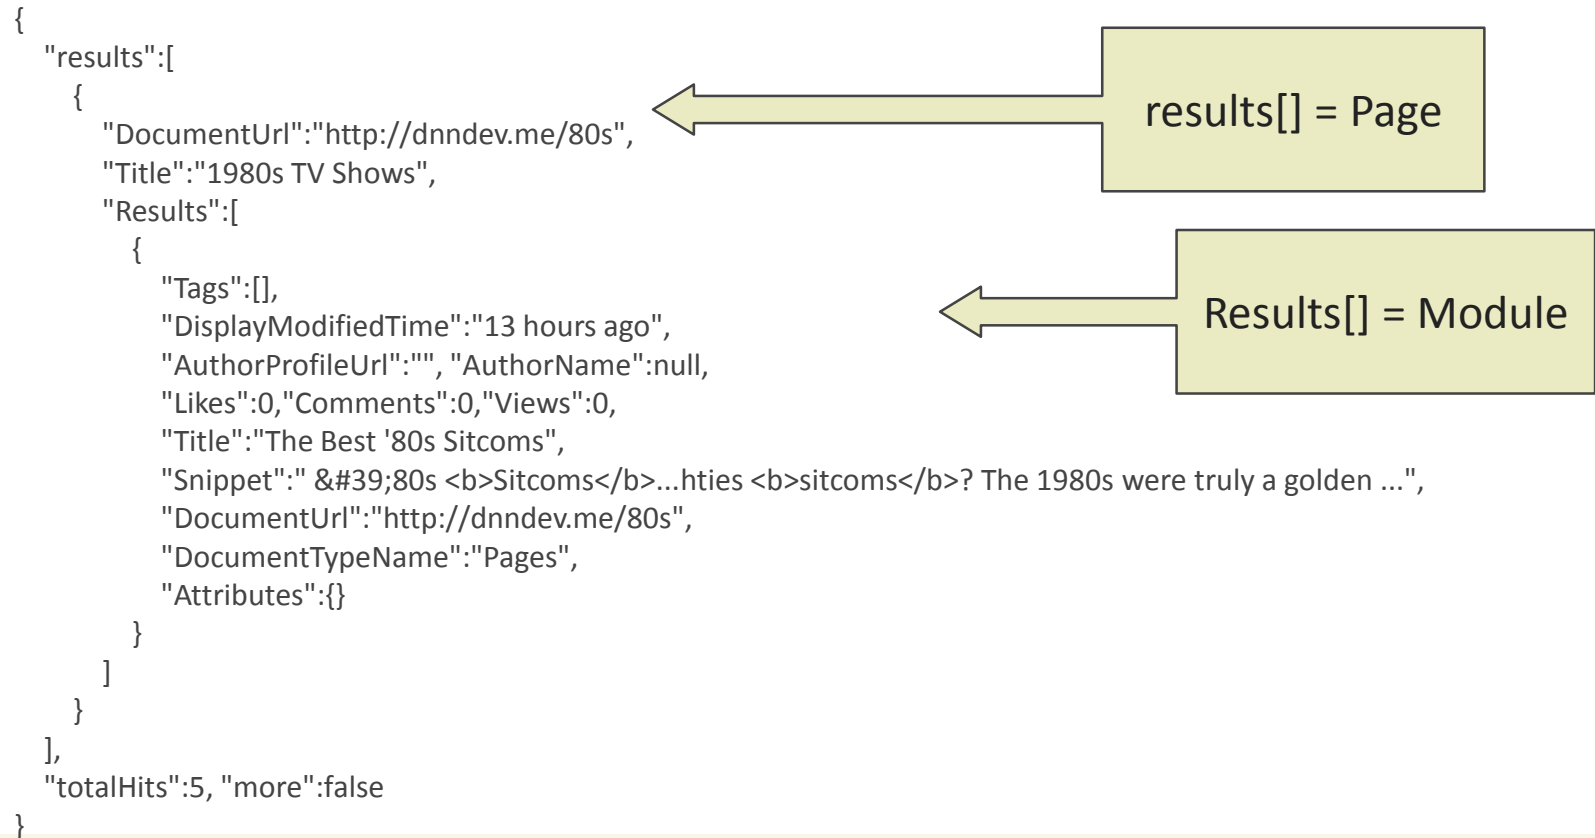 {
"results":[
{
"DocumentUrl":"http://dnndev.me/80s",
"Title":"1980s TV Shows",
"Results":[
{
"Tags":[],
"DisplayModifiedTime":"13 hours ago",
"AuthorProfileUrl":"", "AuthorName":null,
"Likes":0,"Comments":0,"Views":0,
"Title":"The Best '80s Sitcoms",
"Snippet":" &#39;80s <b>Sitcoms</b>...hties <b>sitcoms</b>? The 1980s were truly a golden ...",
"DocumentUrl":"http://dnndev.me/80s",
"DocumentTypeName":"Pages",
"Attributes":{}
}
]
}
],
"totalHits":5, "more":false
}
results[] = Page
Results[] = Module